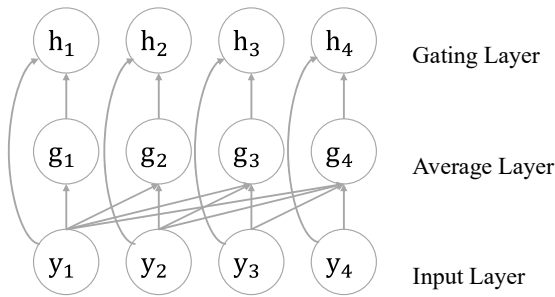 h₁ h₂ h₃ h₄ Gating Layer
g₁ g₂ g₃ g₄ Average Layer
y₁ y₂ y₃ y₄ Input Layer